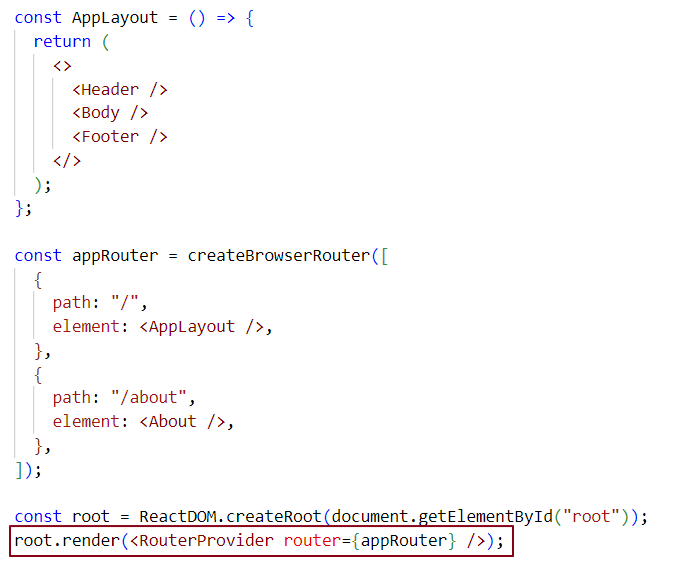 const AppLayout = () => {
  return (
    <>
      <Header />
      <Body />
      <Footer />
    </>
  );
};

const appRouter = createBrowserRouter([
  {
    path: "/",
    element: <AppLayout />,
  },
  {
    path: "/about",
    element: <About />,
  },
]);

const root = ReactDOM.createRoot(document.getElementById("root"));
root.render(<RouterProvider router={appRouter} />);